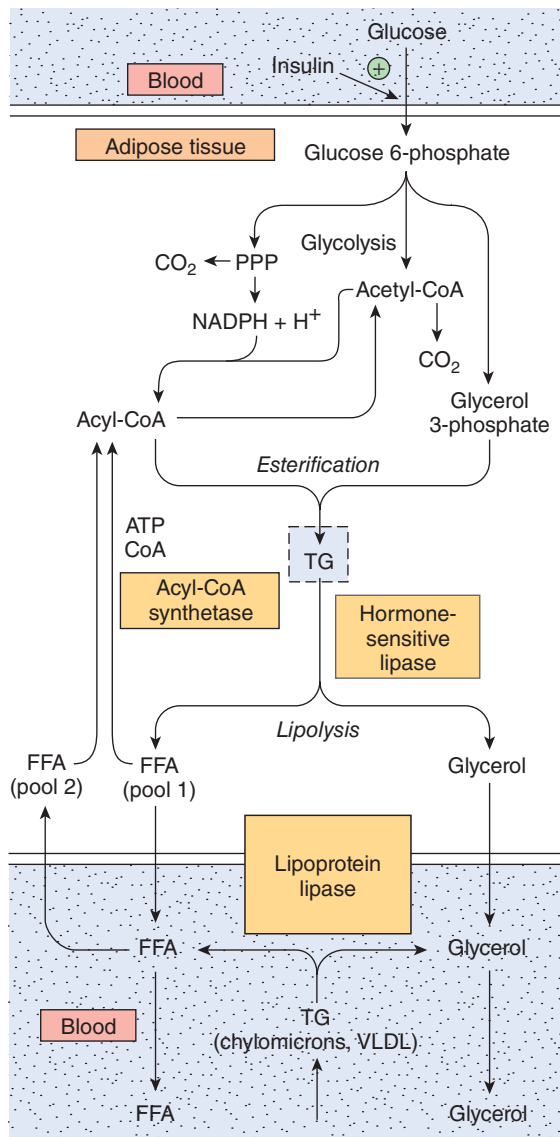 Glucose
Insulin
+
Blood
Adipose tissue
Glucose 6-phosphate
Glycolysis
CO₂
PPP
Acetyl-CoA
NADPH + H⁺
CO₂
Acyl-CoA
Glycerol
3-phosphate
Esterification
ATP
CoA
TG
Acyl-CoA
synthetase
Hormone-
sensitive
lipase
Lipolysis
FFA
(pool 2)
FFA
(pool 1)
Glycerol
Lipoprotein
lipase
FFA
Glycerol
Blood
TG
(chylomicrons, VLDL)
FFA
Glycerol